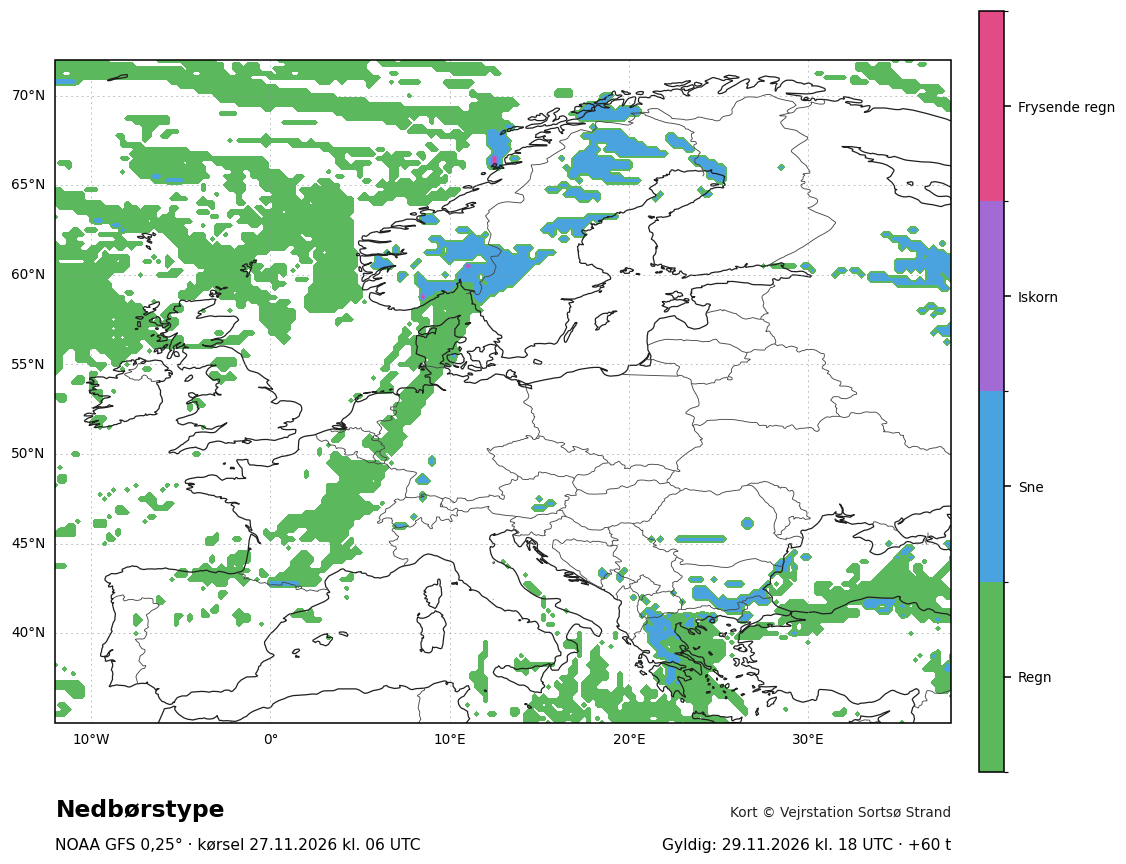 70°N
65°N
60°N
55°N
50°N
45°N
40°N
10°W
0°
10°E
20°E
30°E
Frysende regn
Iskorn
Sne
Regn
Nedbørstype
Kort © Vejrstation Sortsø Strand
NOAA GFS 0,25° · kørsel 27.11.2026 kl. 06 UTC
Gyldig: 29.11.2026 kl. 18 UTC · +60 t